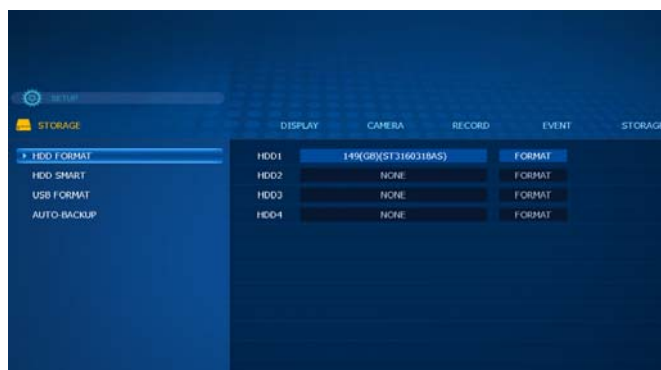 SETUP
STORAGE DISPLAY CAMERA RECORD EVENT STORAGE
HDD FORMAT HDD1 149(GB)(ST3160318AS) FORMAT
HDD SMART HDD2 NONE FORMAT
USB FORMAT HDD3 NONE FORMAT
AUTO-BACKUP HDD4 NONE FORMAT